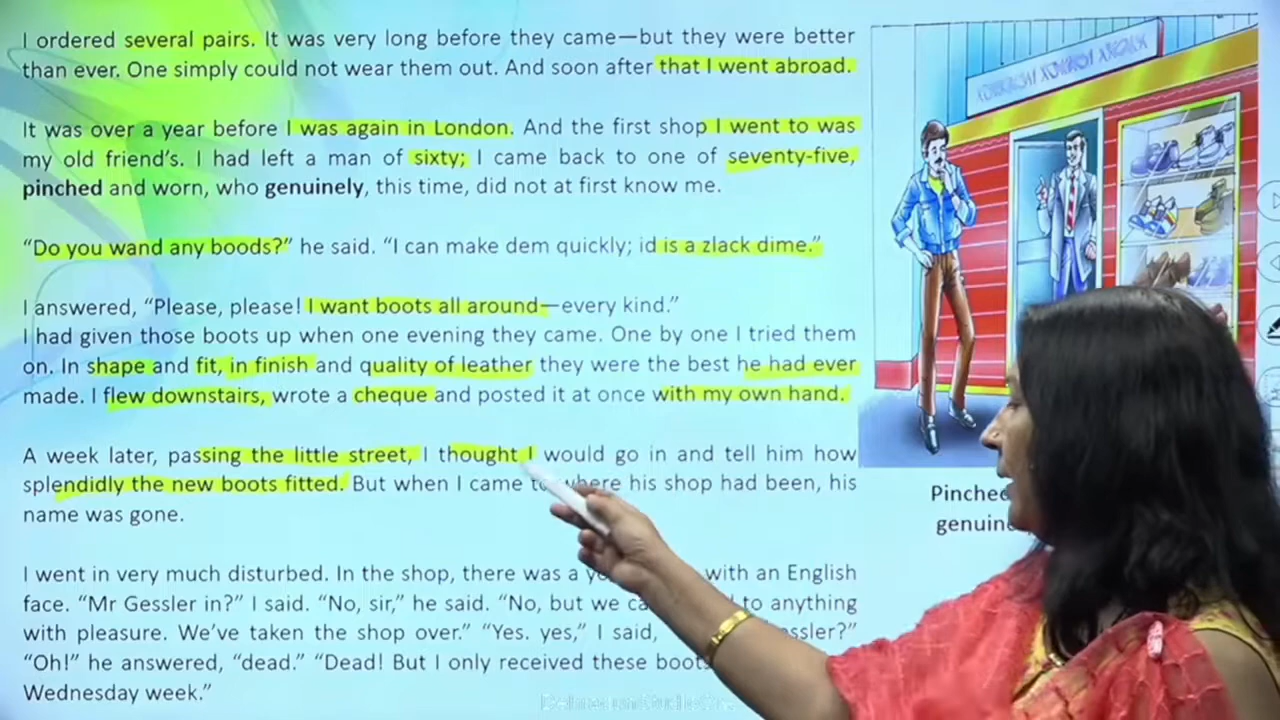 I ordered several pairs. It was very long before they came—but they were better
than ever. One simply could not wear them out. And soon after that I went abroad.
It was over a year before I was again in London. And the first shop I went to was
my old friend’s. I had left a man of sixty; I came back to one of seventy-five,
pinched and worn, who genuinely, this time, did not at first know me.
“Do you wand any boods?” he said. “I can make dem quickly; id is a zlack dime.”
I answered, “Please, please! I want boots all around—every kind.”
I had given those boots up when one evening they came. One by one I tried them
on. In shape and fit, in finish and quality of leather they were the best he had ever
made. I flew downstairs, wrote a cheque and posted it at once with my own hand.
A week later, passing the little street, I thought I would go in and tell him how
splendidly the new boots fitted. But when I came where his shop had been, his
name was gone.
I went in very much disturbed. In the shop, there was a with an English
face. “Mr Gessler in?” I said. “No, sir,” he said. “No, but we to anything
with pleasure. We’ve taken the shop over.” “Yes. yes,” I said,
“Oh!” he answered, “dead.” “Dead! But I only received these boots
Wednesday week.”